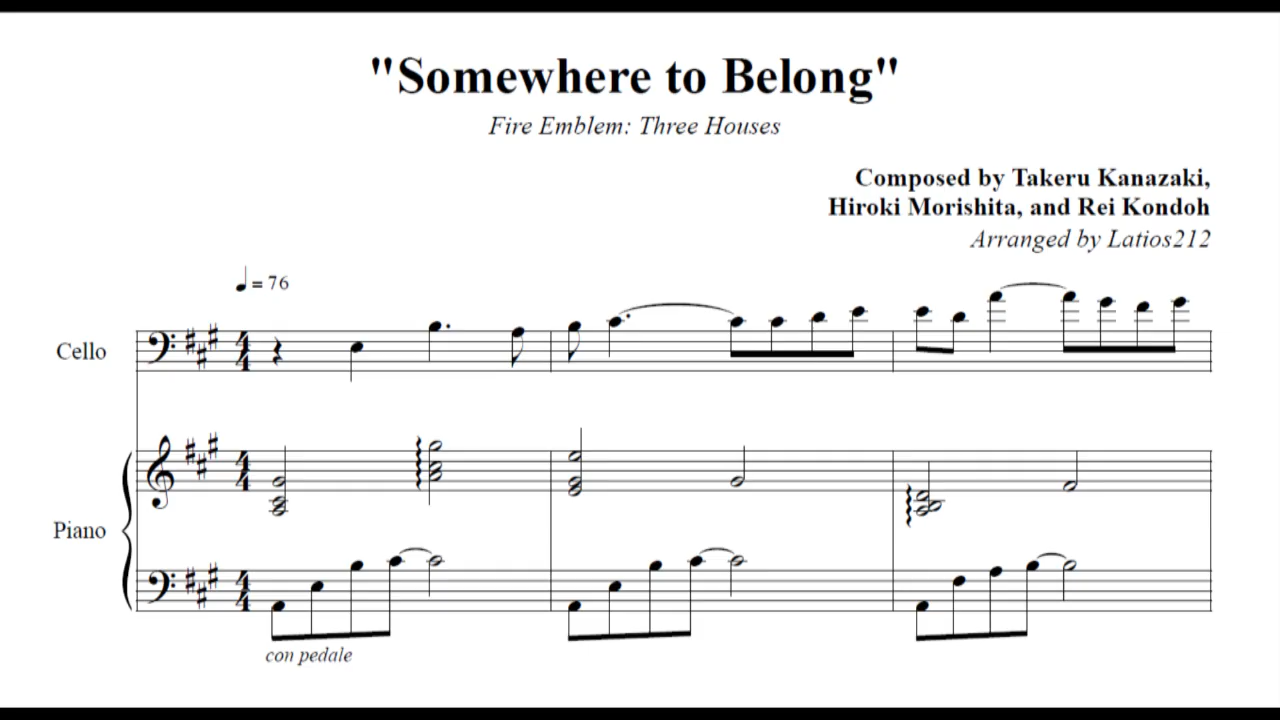 "Somewhere to Belong"
Fire Emblem: Three Houses
Composed by Takeru Kanazaki,
Hiroki Morishita, and Rei Kondoh
Arranged by Latios212
= 76
Cello
Piano
con pedale